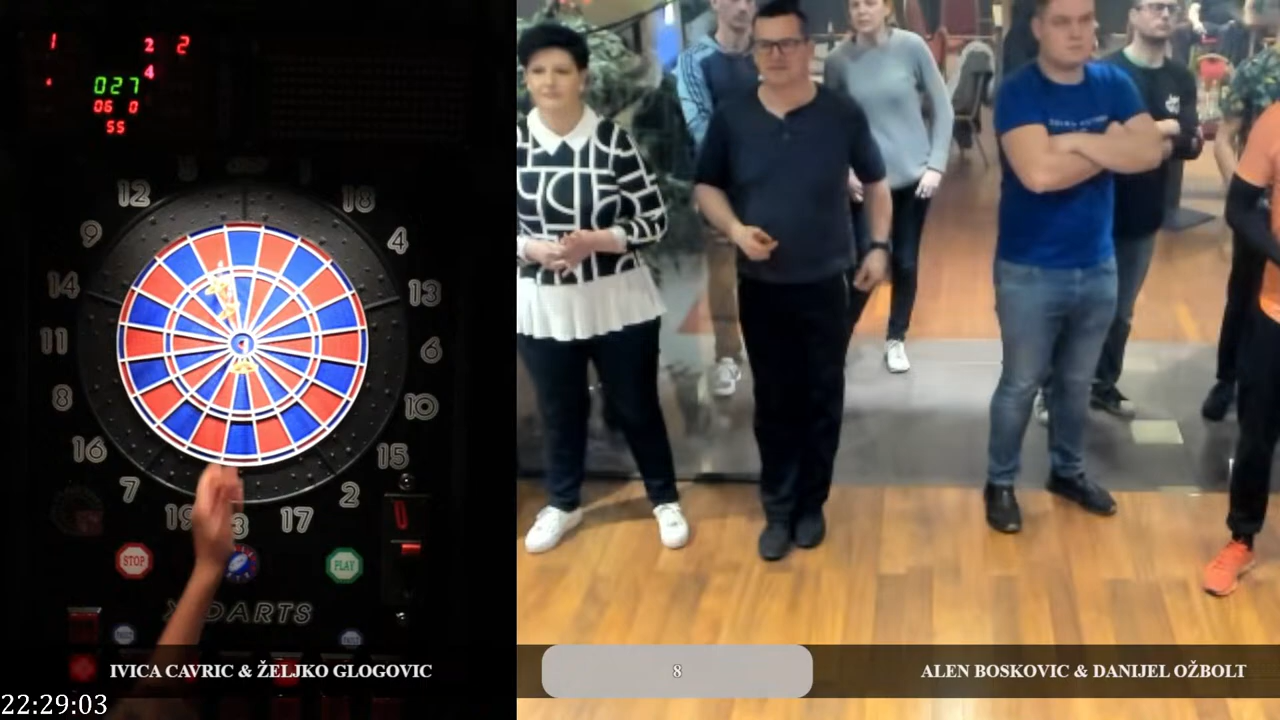 1 2 2
4
027
06 0
SS
12 18
9 4
14 13
11 6
8 10
16 15
7 2
19 3 17
STOP PLAY
DARTS
IVICA CAVRIC & ŽELJKO GLOGOVIC 8 ALEN BOSKOVIC & DANIJEL OŽBOLT
22:29:03